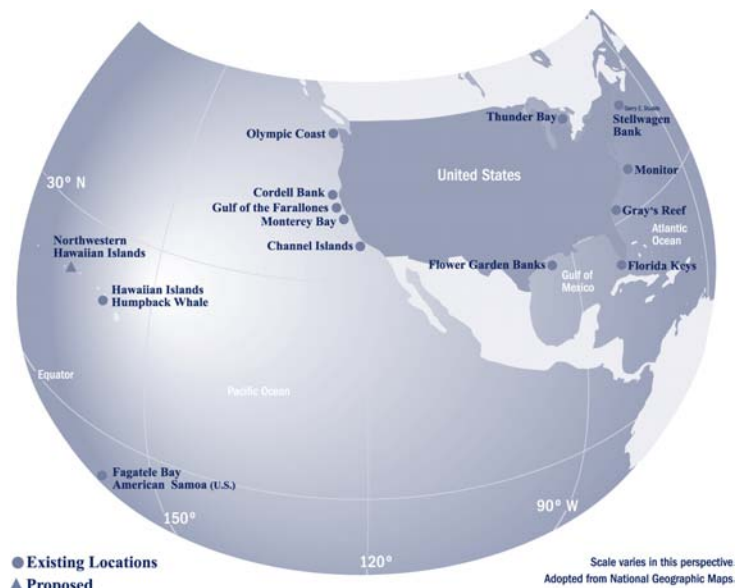 Thunder Bay
Gerry E. Studds
Stellwagen
Bank
Olympic Coast
United States
Monitor
30° N
Cordell Bank
Gulf of the Farallones
Monterey Bay
Gray's Reef
Atlantic
Ocean
Northwestern
Hawaiian Islands
Channel Islands
Flower Garden Banks
Gulf of
Mexico
Florida Keys
Hawaiian Islands
Humpback Whale
Equator
Pacific Ocean
Fagatele Bay
American Samoa (U.S.)
150°
120°
90° W
Existing Locations
Proposed
Scale varies in this perspective
Adopted from National Geographic Maps